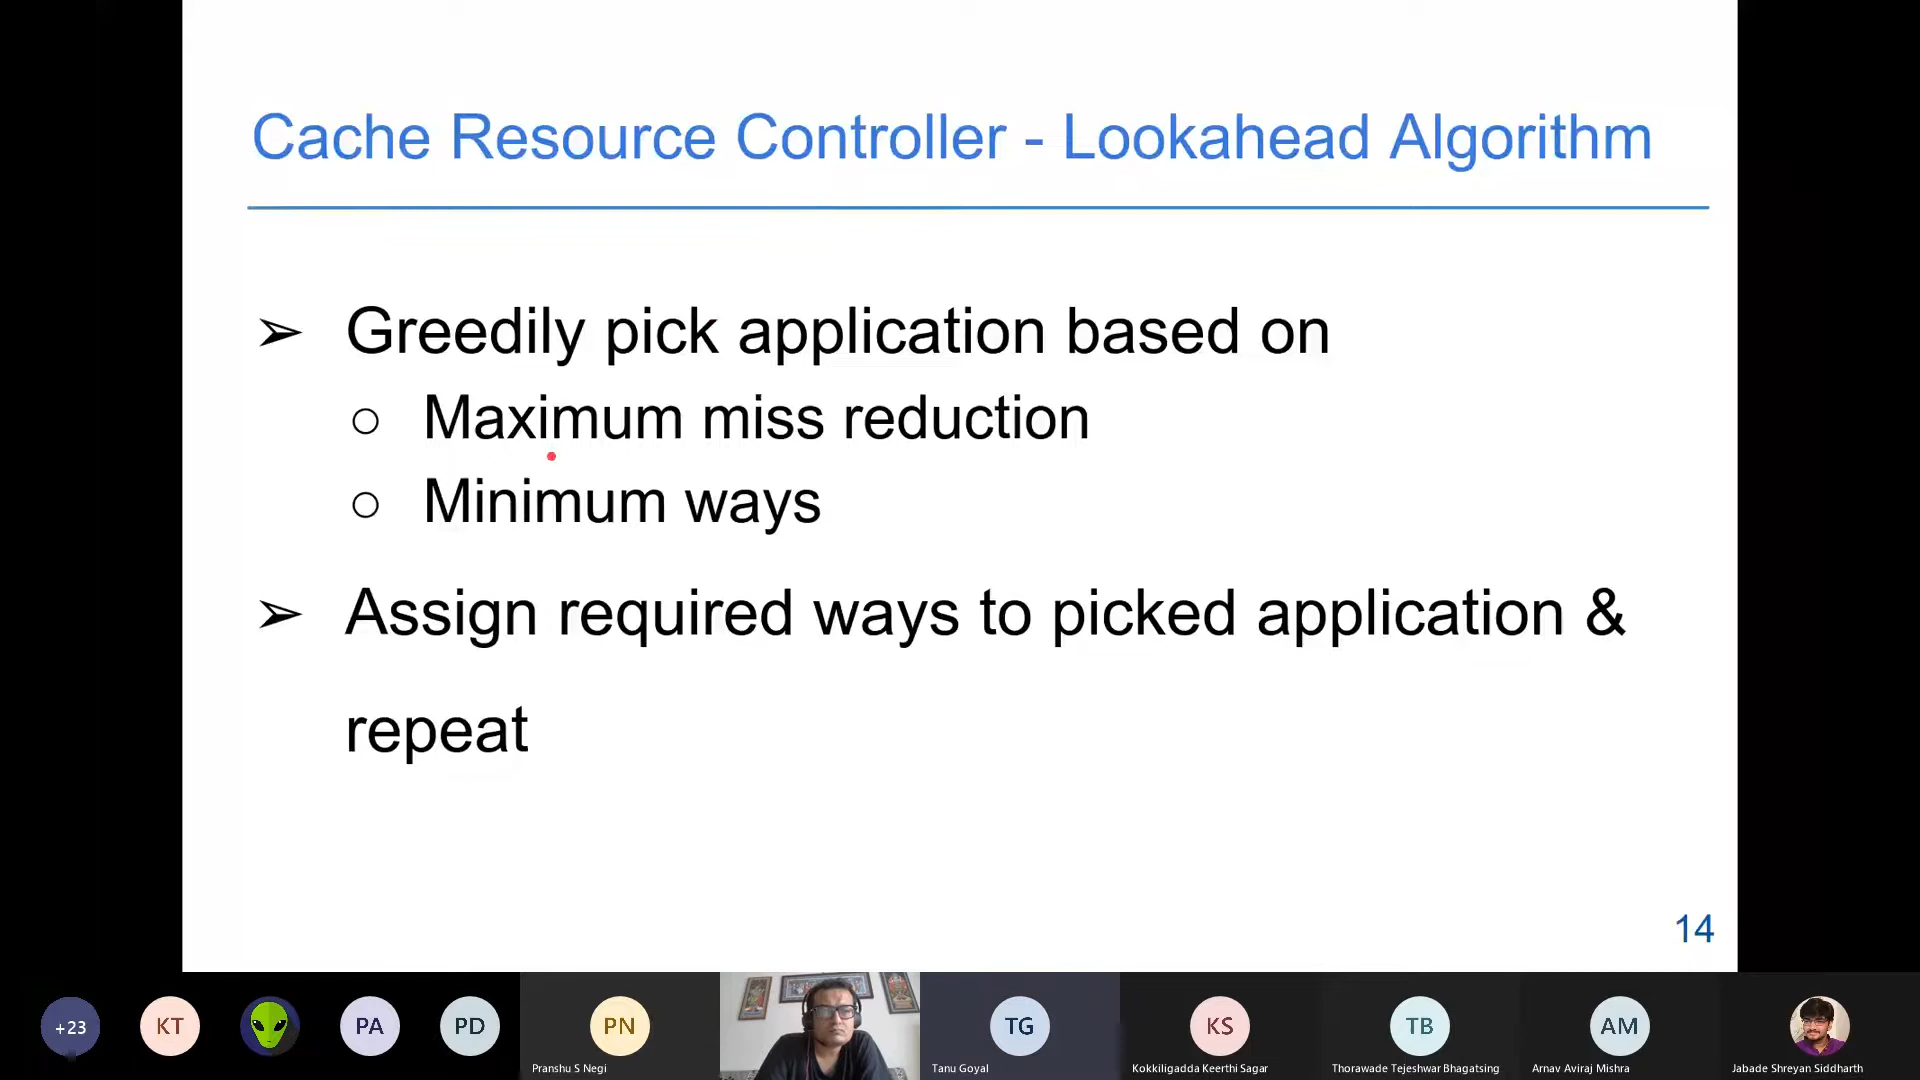 Cache Resource Controller - Lookahead Algorithm
➢ Greedily pick application based on
○ Maximum miss reduction
○ Minimum ways
➢ Assign required ways to picked application &
repeat
14
+23
KT
PA
PD
PN
TG
KS
TB
AM
Pranshu S Negi
Tanu Goyal
Kokkiligadda Keerthi Sagar
Thorawade Tejeshwar Bhagatsing
Arnav Aviraj Mishra
Jabade Shreyan Siddharth